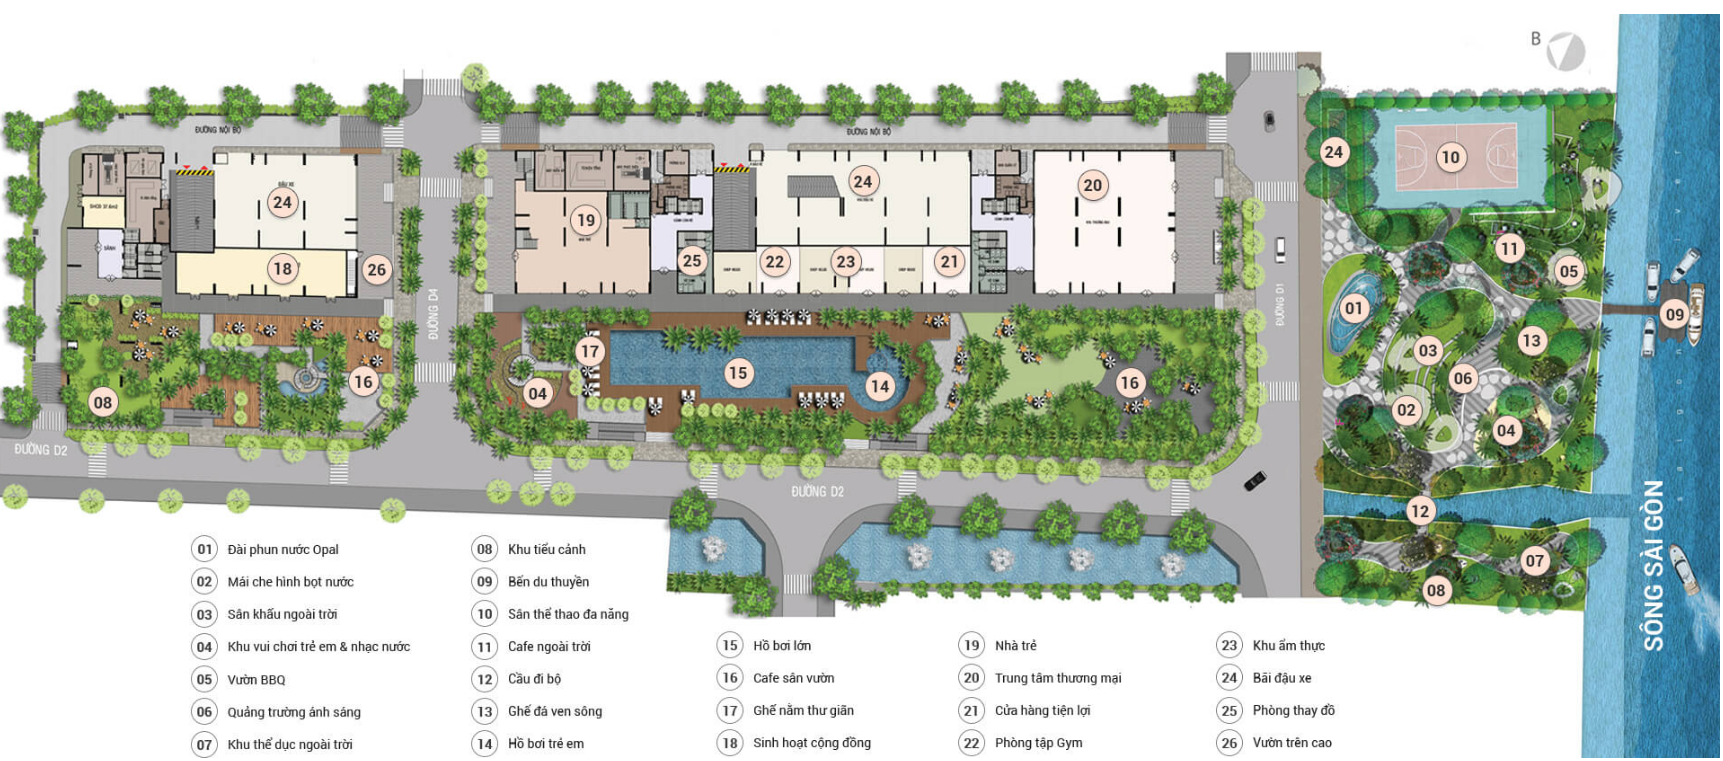 B
ĐƯỜNG NỘI BỘ
ĐƯỜNG NỘI BỘ
24
10
ĐẬU XE
24
SHCĐ 37.6m2
SẢNH
18
26
19
24
20
25
22
23
21
11
05
01
09
03
13
06
02
04
12
07
08
ĐƯỜNG D4
ĐƯỜNG D1
17
15
14
16
04
16
08
ĐƯỜNG D2
ĐƯỜNG D2
SÔNG SÀI GÒN
01 Đài phun nước Opal
02 Mái che hình bọt nước
03 Sân khấu ngoài trời
04 Khu vui chơi trẻ em & nhạc nước
05 Vườn BBQ
06 Quảng trường ánh sáng
07 Khu thể dục ngoài trời
08 Khu tiểu cảnh
09 Bến du thuyền
10 Sân thể thao đa năng
11 Cafe ngoài trời
12 Cầu đi bộ
13 Ghế đá ven sông
14 Hồ bơi trẻ em
15 Hồ bơi lớn
16 Cafe sân vườn
17 Ghế nằm thư giãn
18 Sinh hoạt cộng đồng
19 Nhà trẻ
20 Trung tâm thương mại
21 Cửa hàng tiện lợi
22 Phòng tập Gym
23 Khu ẩm thực
24 Bãi đậu xe
25 Phòng thay đồ
26 Vườn trên cao